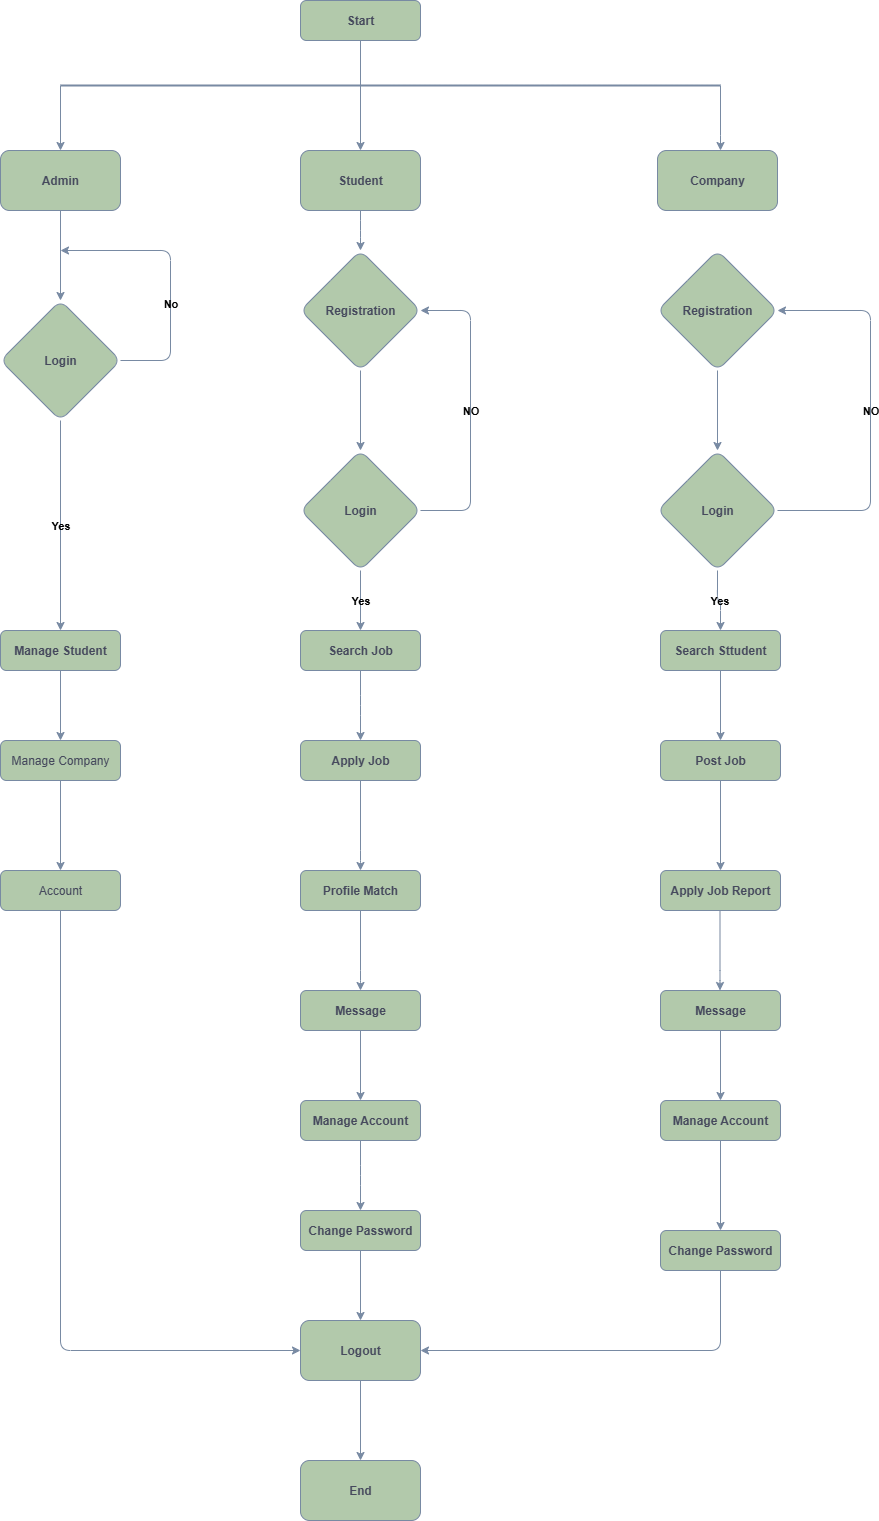 Start
Admin
Student
Company
Registration
Registration
No
Login
NO
NO
Login
Login
Yes
Yes
Yes
Manage Student
Search Job
Search Sttudent
Manage Company
Apply Job
Post Job
Account
Profile Match
Apply Job Report
Message
Message
Manage Account
Manage Account
Change Password
Change Password
Logout
End